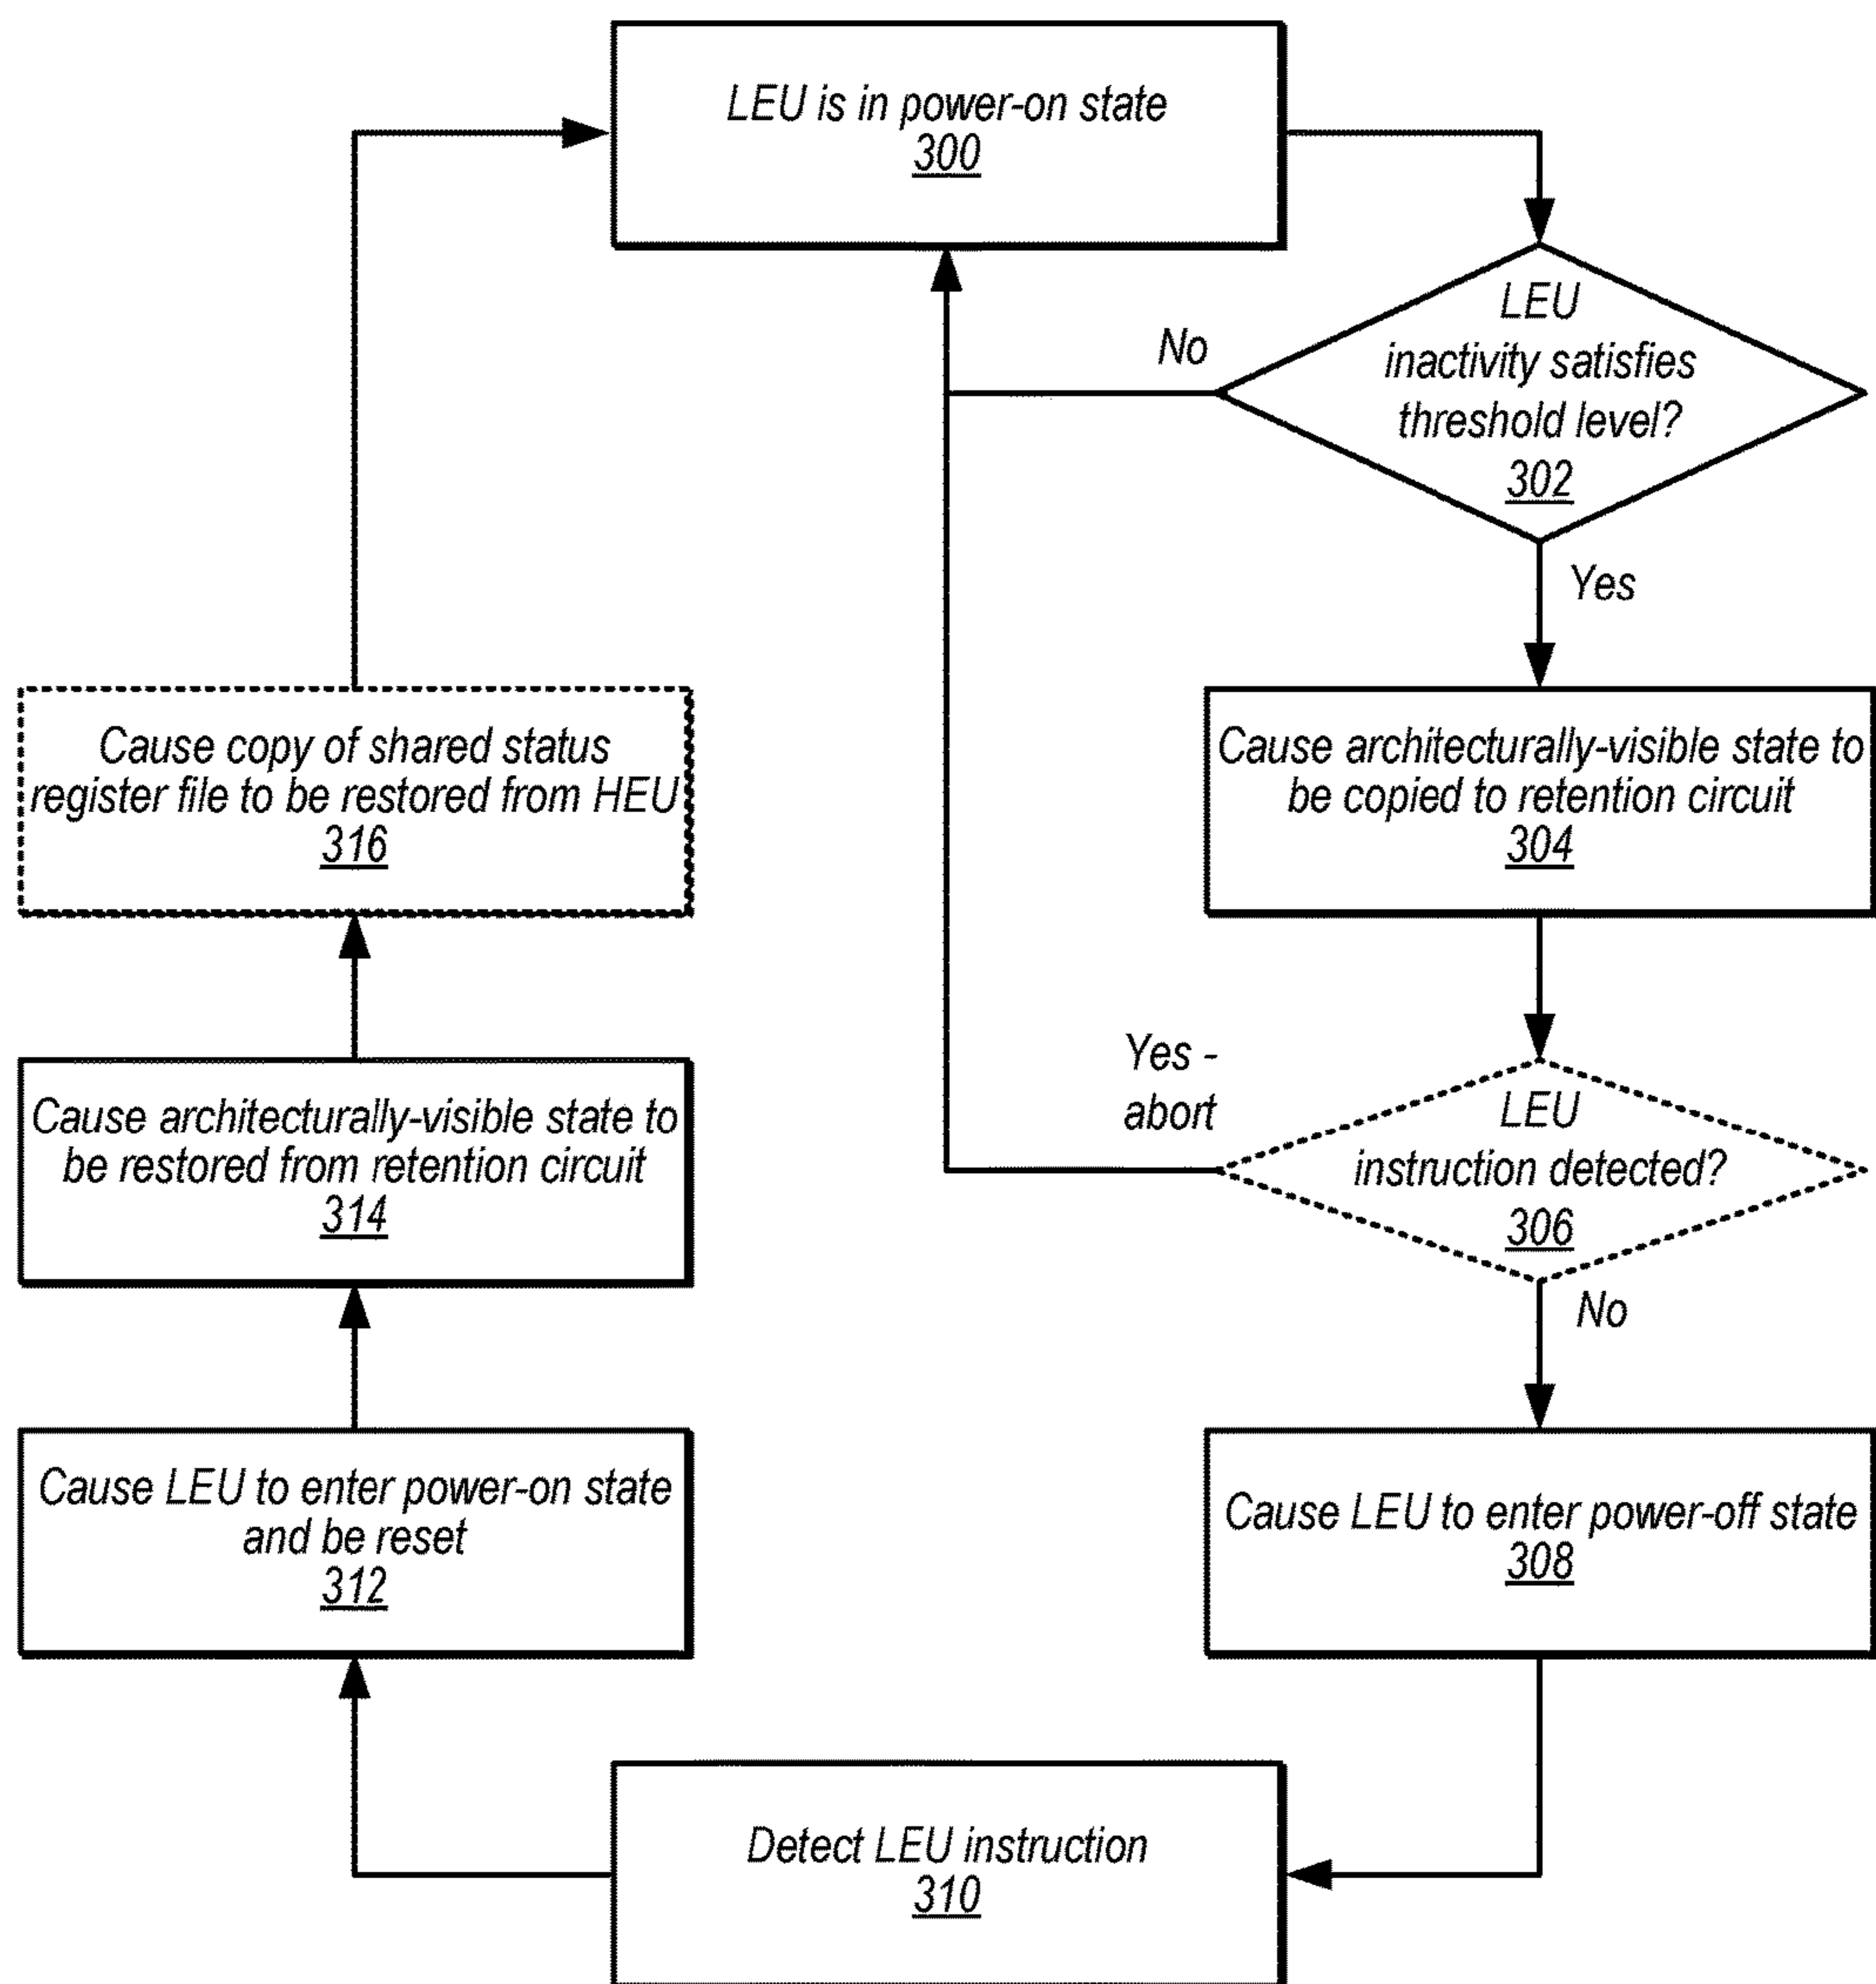 LEU is in power-on state
300
LEU
inactivity satisfies
threshold level?
302
No
Yes
Cause architecturally-visible state to
be copied to retention circuit
304
LEU
instruction detected?
306
Yes -
abort
No
Cause LEU to enter power-off state
308
Detect LEU instruction
310
Cause LEU to enter power-on state
and be reset
312
Cause architecturally-visible state to
be restored from retention circuit
314
Cause copy of shared status
register file to be restored from HEU
316